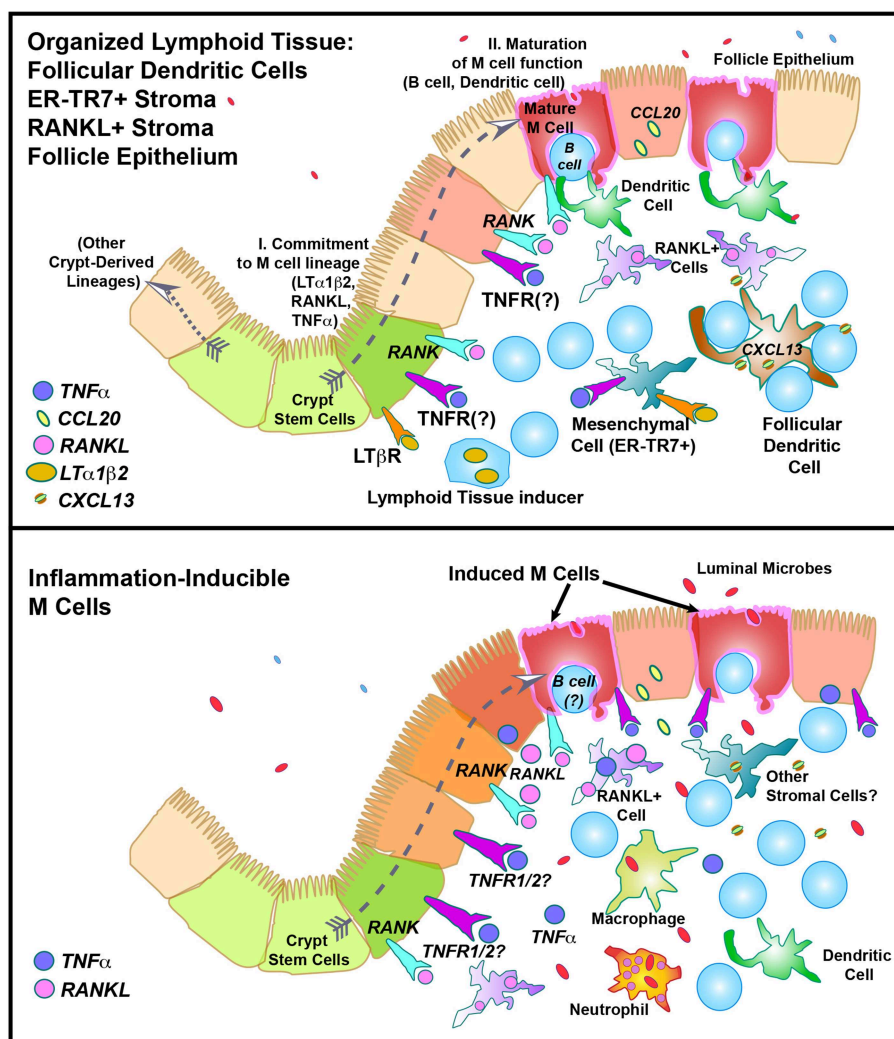 Organized Lymphoid Tissue:
Follicular Dendritic Cells
ER-TR7+ Stroma
RANKL+ Stroma
Follicle Epithelium
II. Maturation
of M cell function
(B cell, Dendritic cell)
Follicle Epithelium
Mature
M Cell
CCL20
B
cell
Dendritic
Cell
RANK
RANKL+
Cells
TNFR(?)
(Other
Crypt-Derived
Lineages)
I. Commitment
to M cell lineage
(LTα1β2,
RANKL,
TNFα)
RANK
CXCL13
Crypt
Stem Cells
TNFR(?)
LTβR
Mesenchymal
Cell (ER-TR7+)
Follicular
Dendritic
Cell
Lymphoid Tissue inducer
TNFα
CCL20
RANKL
LTα1β2
CXCL13
Inflammation-Inducible
M Cells
Induced M Cells
Luminal Microbes
B cell
(?)
RANK
RANKL
RANKL+
Cell
Other
Stromal Cells?
TNFR1/2?
Macrophage
RANK
TNFR1/2?
TNFα
Crypt
Stem Cells
Neutrophil
Dendritic
Cell
TNFα
RANKL